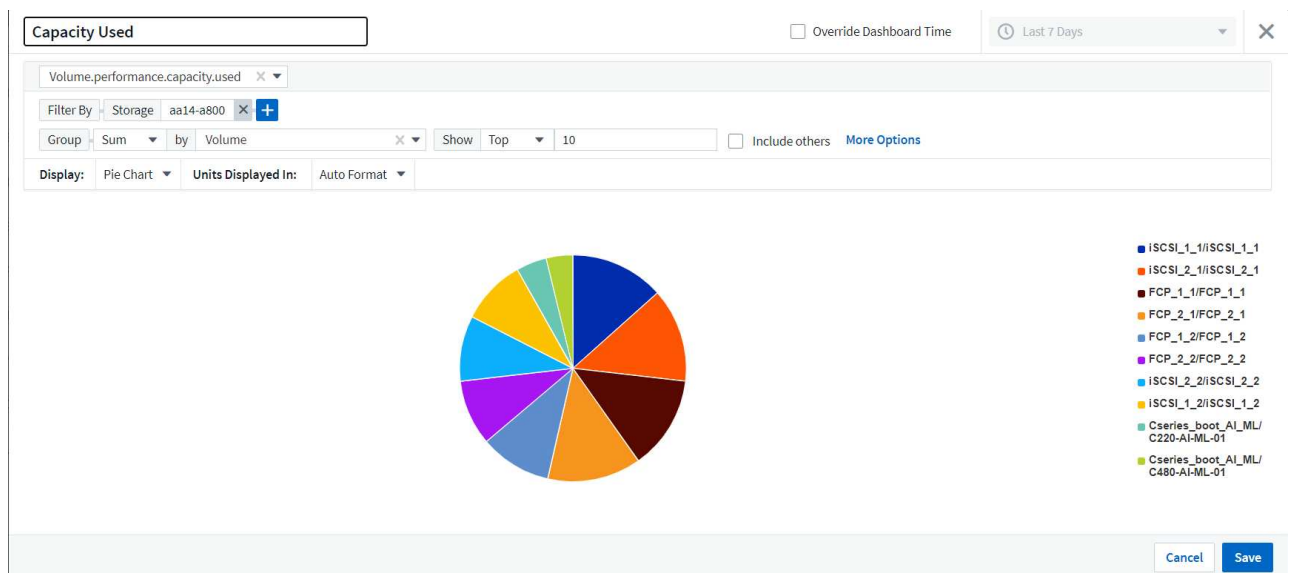 Capacity Used
Override Dashboard Time
Last 7 Days
Volume.performance.capacity.used
Filter By Storage aa14-a800
Group Sum by Volume Show Top 10 Include others More Options
Display: Pie Chart Units Displayed In: Auto Format
iSCSI_1_1/iSCSI_1_1
iSCSI_2_1/iSCSI_2_1
FCP_1_1/FCP_1_1
FCP_2_1/FCP_2_1
FCP_1_2/FCP_1_2
FCP_2_2/FCP_2_2
iSCSI_2_2/iSCSI_2_2
iSCSI_1_2/iSCSI_1_2
Cseries_boot_AI_ML/
C220-AI-ML-01
Cseries_boot_AI_ML/
C480-AI-ML-01
Cancel Save